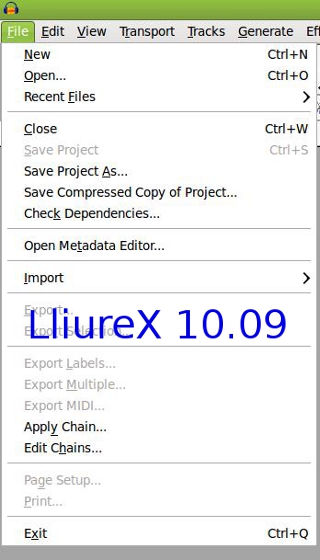 File Edit View Transport Tracks Generate Ef
New Ctrl+N
Open... Ctrl+O
Recent Files
Close Ctrl+W
Save Project Ctrl+S
Save Project As...
Save Compressed Copy of Project...
Check Dependencies...
Open Metadata Editor...
Import
Export...
LliureX 10.09
Export Selection...
Export Labels...
Export Multiple...
Export MIDI...
Apply Chain...
Edit Chains...
Page Setup...
Print...
Exit Ctrl+Q